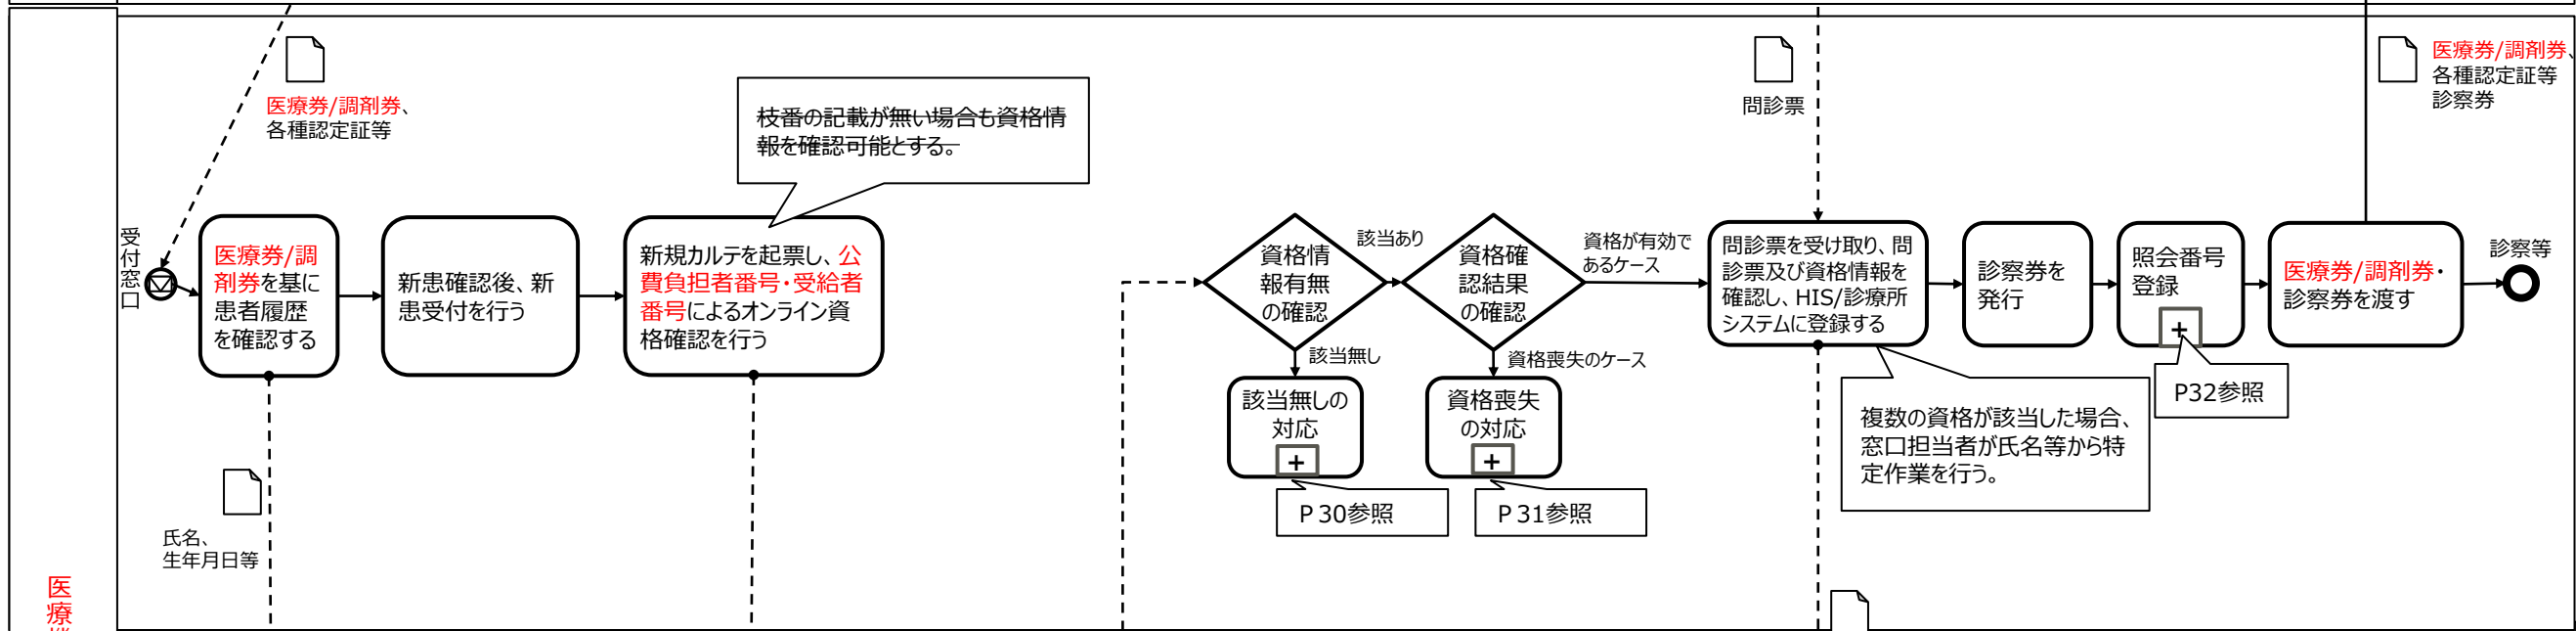 医療券/調剤券、
各種認定証等
枝番の記載が無い場合も資格情
報を確認可能とする。
問診票
医療券/調剤券、
各種認定証等
診察券
受付窓口
医療券/調
剤券を基に
患者履歴
を確認する
新患確認後、新
患受付を行う
新規カルテを起票し、公
費負担者番号・受給者
番号によるオンライン資
格確認を行う
資格情
報有無
の確認
該当あり
該当無し
資格確
認結果
の確認
資格が有効で
あるケース
資格喪失のケース
該当無しの
対応
+
P 30参照
資格喪失
の対応
+
P 31参照
問診票を受け取り、問
診票及び資格情報を
確認し、HIS/診療所
システムに登録する
複数の資格が該当した場合、
窓口担当者が氏名等から特
定作業を行う。
診察券を
発行
照会番号
登録
+
P32参照
医療券/調剤券・
診察券を渡す
診察等
氏名、
生年月日等
医療